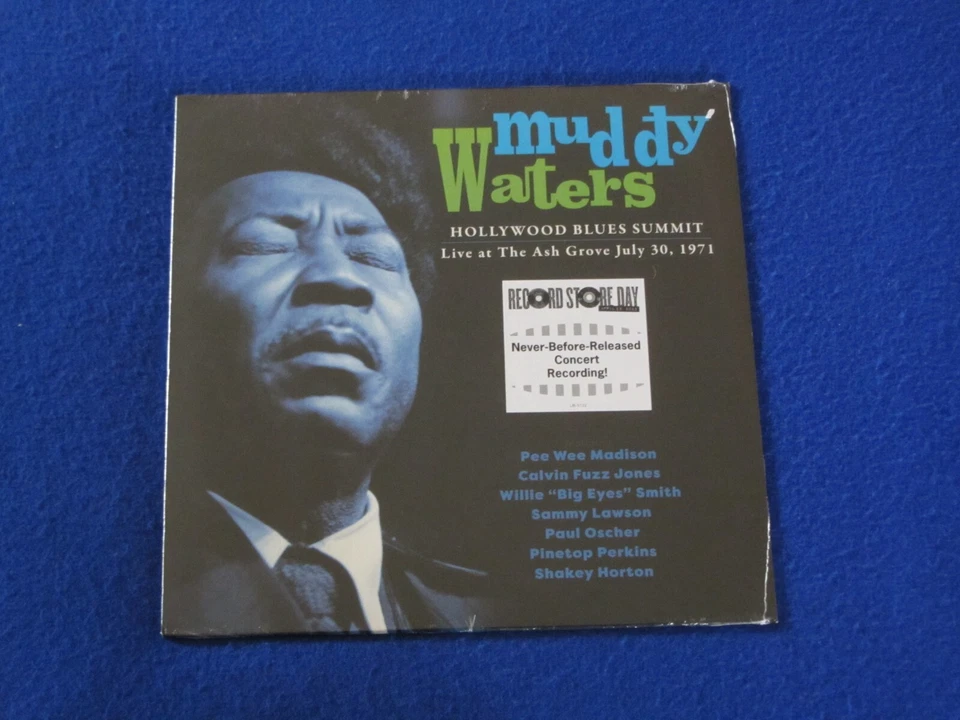 muddy
Waters
HOLLYWOOD BLUES SUMMIT
Live at The Ash Grove July 30, 1971
RECORD STORE DAY
Never-Before-Released
Concert
Recording!
Pee Wee Madison
Calvin Fuzz Jones
Willie "Big Eyes" Smith
Sammy Lawson
Paul Oscher
Pinetop Perkins
Shakey Horton